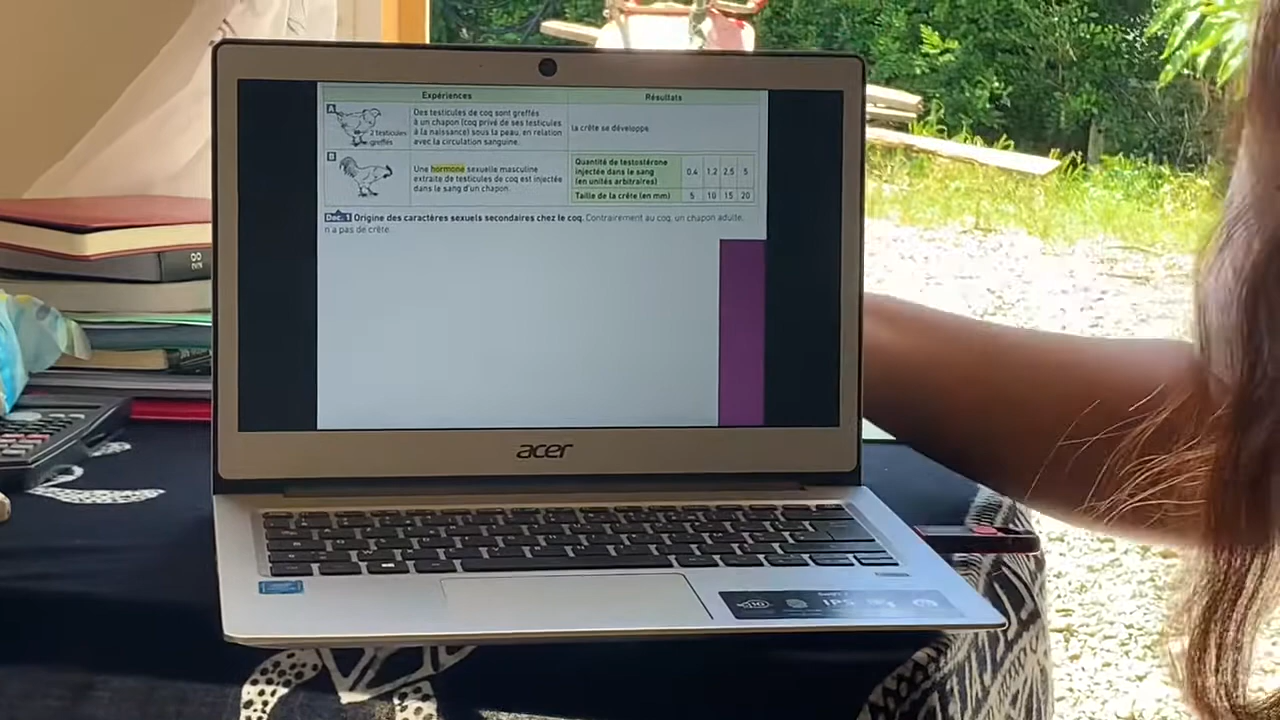 Expériences
Résultats
A
2 testicules
greffés
Des testicules de coq sont greffés
à un chapon (coq privé de ses testicules
à la naissance) sous la peau, en relation
avec la circulation sanguine.
la crête se développe.
B
Une hormone sexuelle masculine
extraite de testicules de coq est injectée
dans le sang d'un chapon.
Quantité de testostérone
injectée dans le sang
(en unités arbitraires)
0.4 1.2 2.5 5
Taille de la crête (en mm)
5 10 15 20
Doc. 1 Origine des caractères sexuels secondaires chez le coq. Contrairement au coq, un chapon adulte,
n'a pas de crête.
acer
IPS